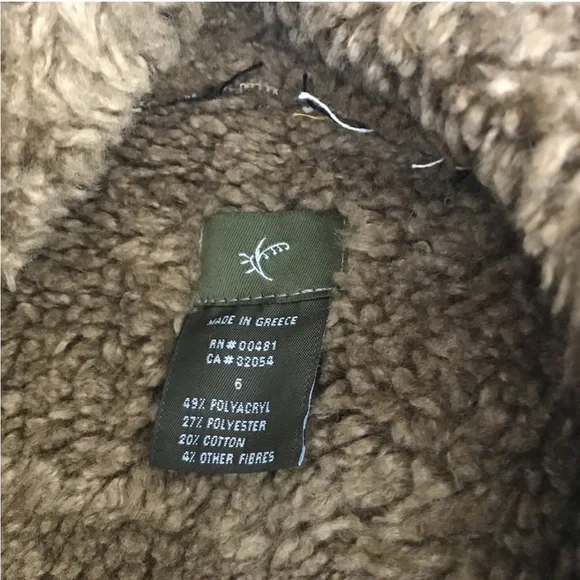 MADE IN GREECE
RN#00481
CA#32054
6
49% POLYACRYL
27% POLYESTER
20% COTTON
4% OTHER FIBRES